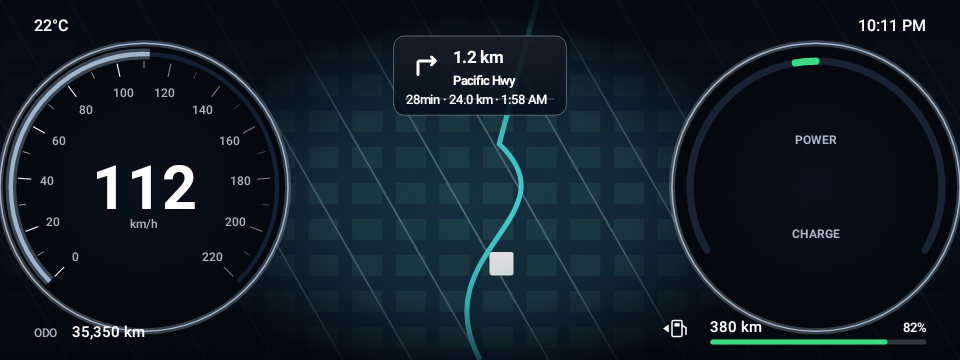 22°C
10:11 PM
1.2 km
Pacific Hwy
28min · 24.0 km · 1:58 AM
0
20
40
60
80
100
120
140
160
180
200
220
112
km/h
POWER
CHARGE
ODO 35,350 km
380 km 82%